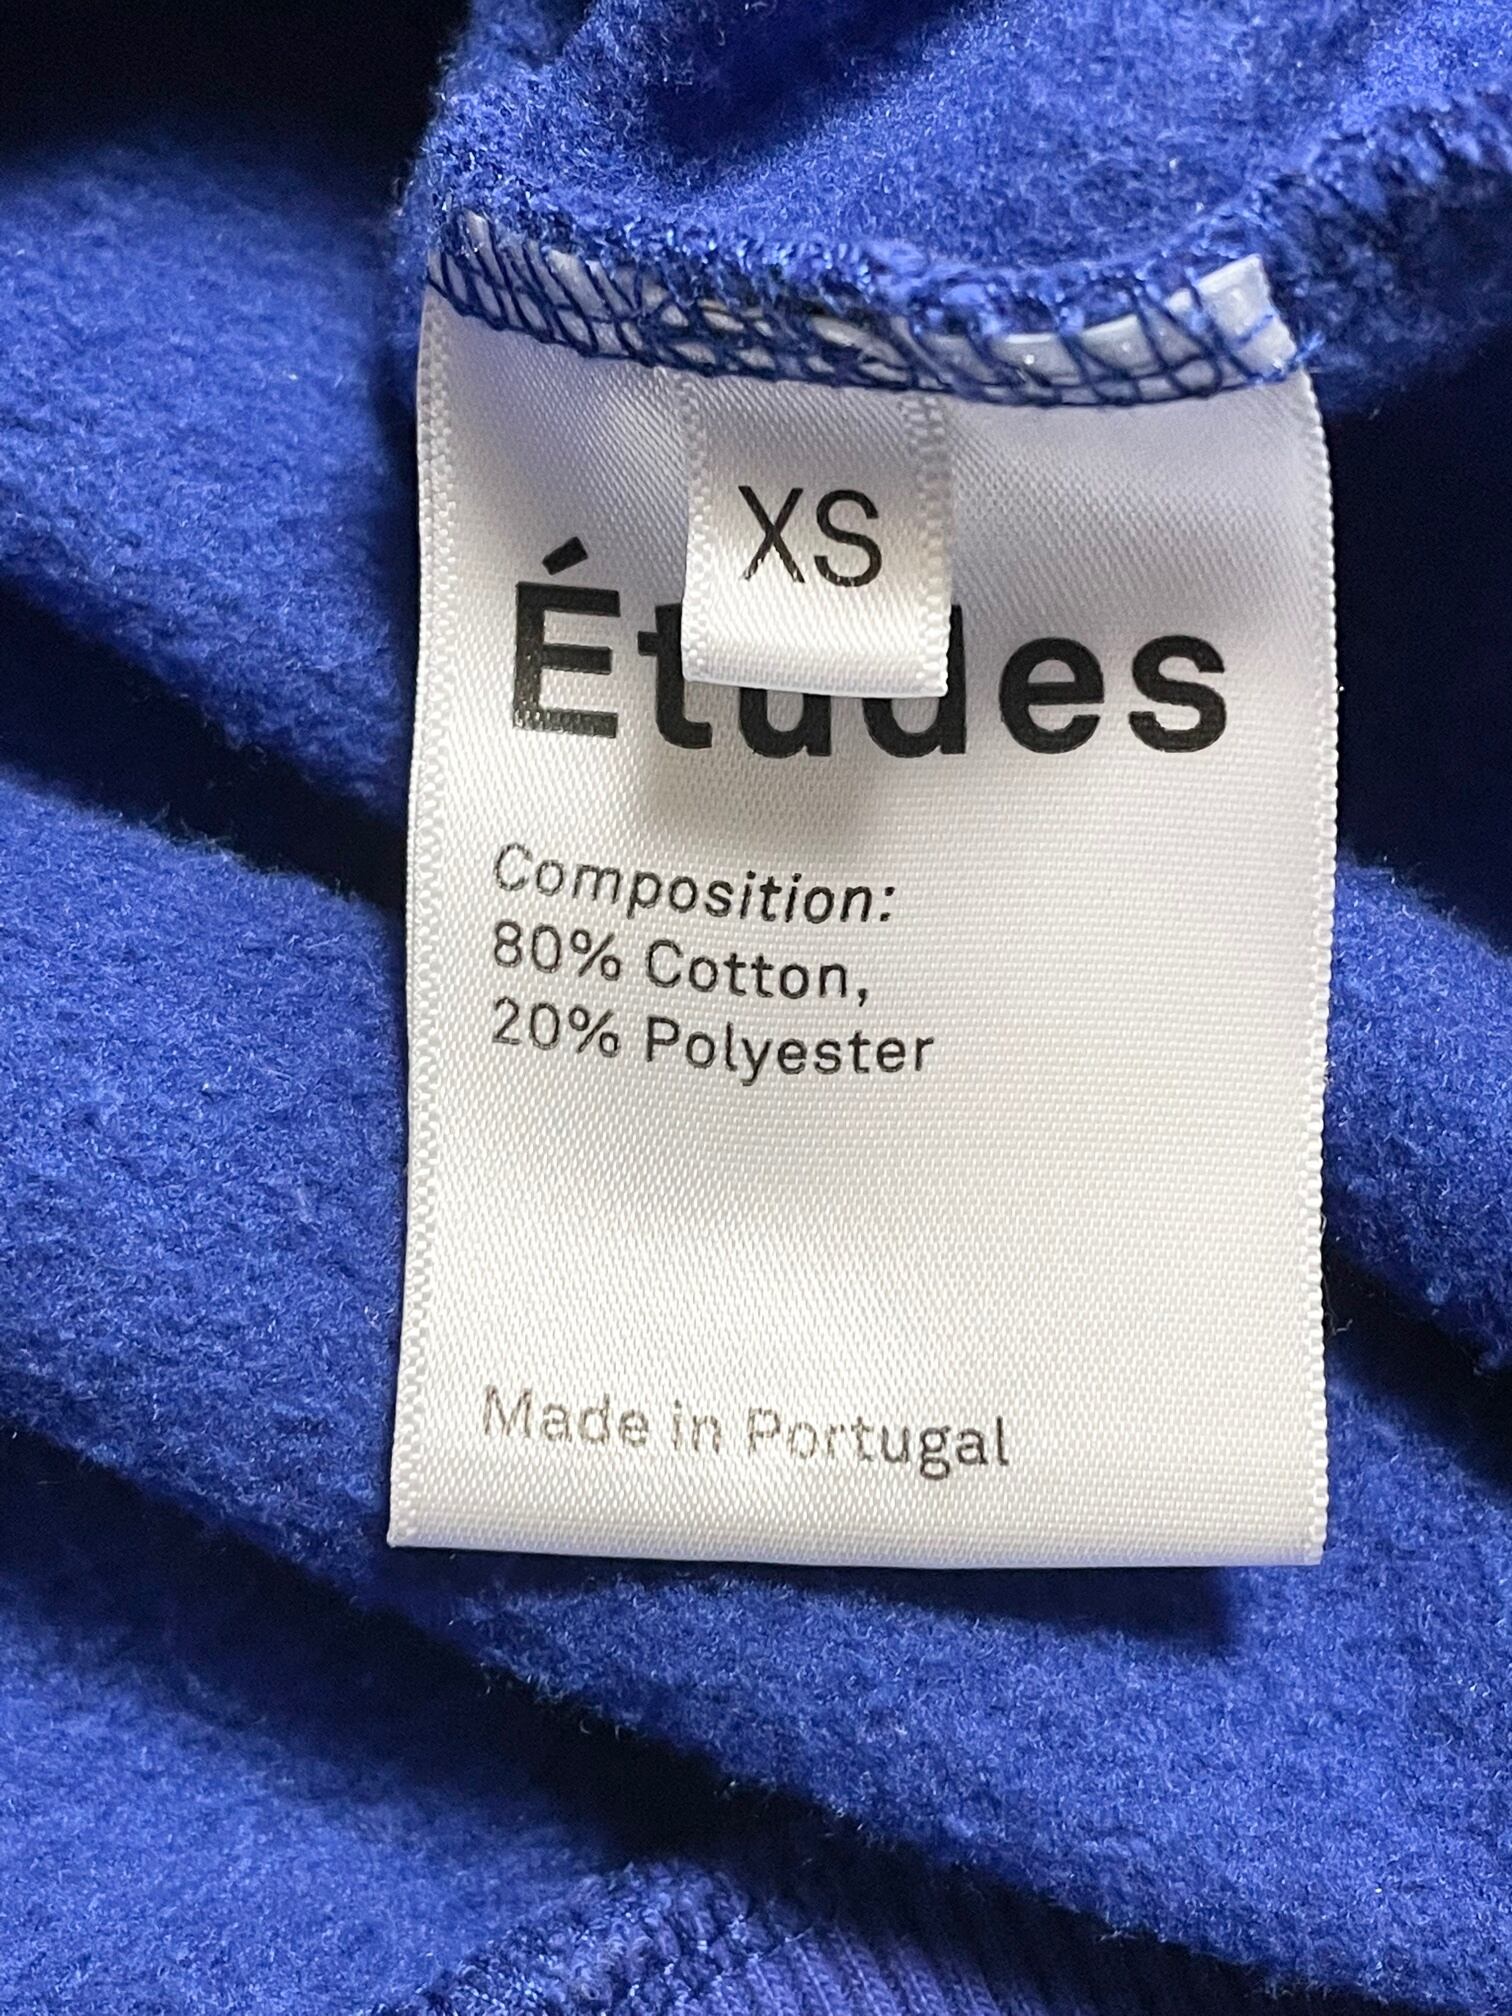 XS
Études
Composition:
80% Cotton,
20% Polyester
Made in Portugal